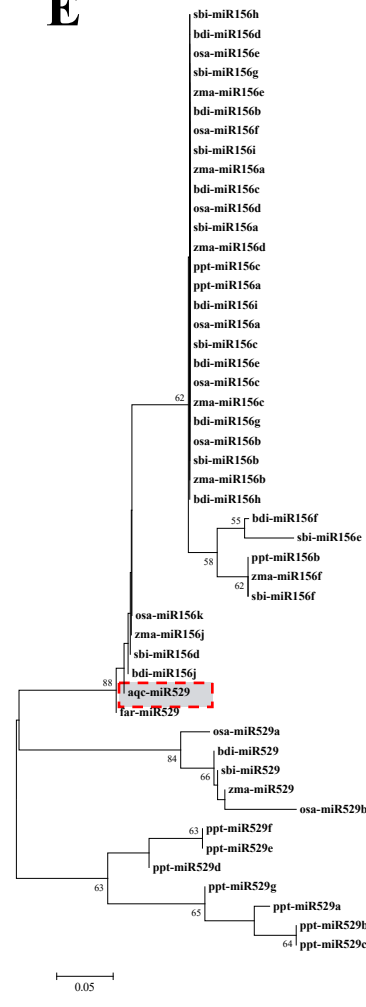 E
sbi-miR156h
bdi-miR156d
osa-miR156e
sbi-miR156g
zma-miR156e
bdi-miR156b
osa-miR156f
sbi-miR156i
zma-miR156a
bdi-miR156c
osa-miR156d
sbi-miR156a
zma-miR156d
ppt-miR156c
ppt-miR156a
bdi-miR156i
osa-miR156a
sbi-miR156c
bdi-miR156e
osa-miR156c
62
zma-miR156c
bdi-miR156g
osa-miR156b
sbi-miR156b
zma-miR156b
bdi-miR156h
55
bdi-miR156f
sbi-miR156e
58
ppt-miR156b
62
zma-miR156f
sbi-miR156f
osa-miR156k
zma-miR156j
sbi-miR156d
bdi-miR156j
88
aqc-miR529
far-miR529
osa-miR529a
84
bdi-miR529
66
sbi-miR529
zma-miR529
osa-miR529b
63
ppt-miR529f
ppt-miR529e
ppt-miR529d
63
ppt-miR529g
65
ppt-miR529a
ppt-miR529b
64
ppt-miR529c
0.05